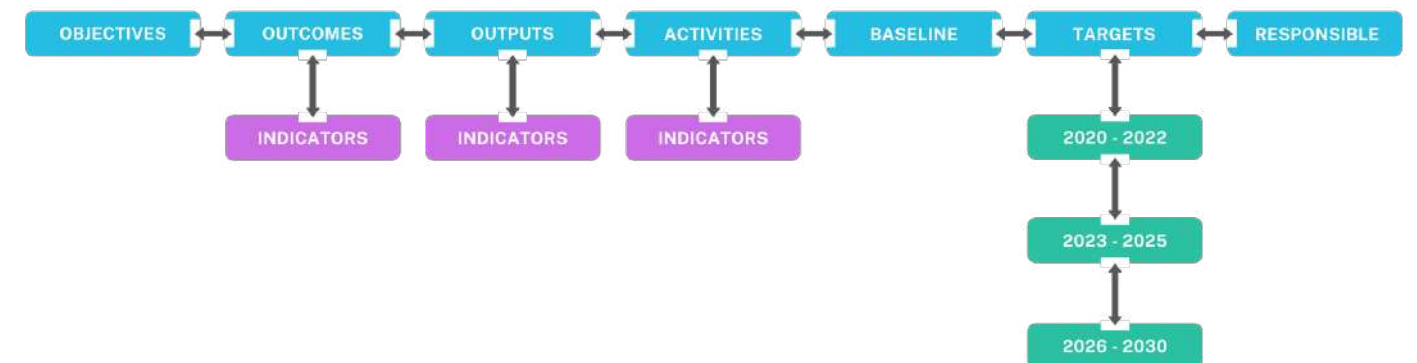 OBJECTIVES OUTCOMES OUTPUTS ACTIVITIES BASELINE TARGETS RESPONSIBLE
INDICATORS INDICATORS INDICATORS 2020 - 2022
2023 - 2025
2026 - 2030